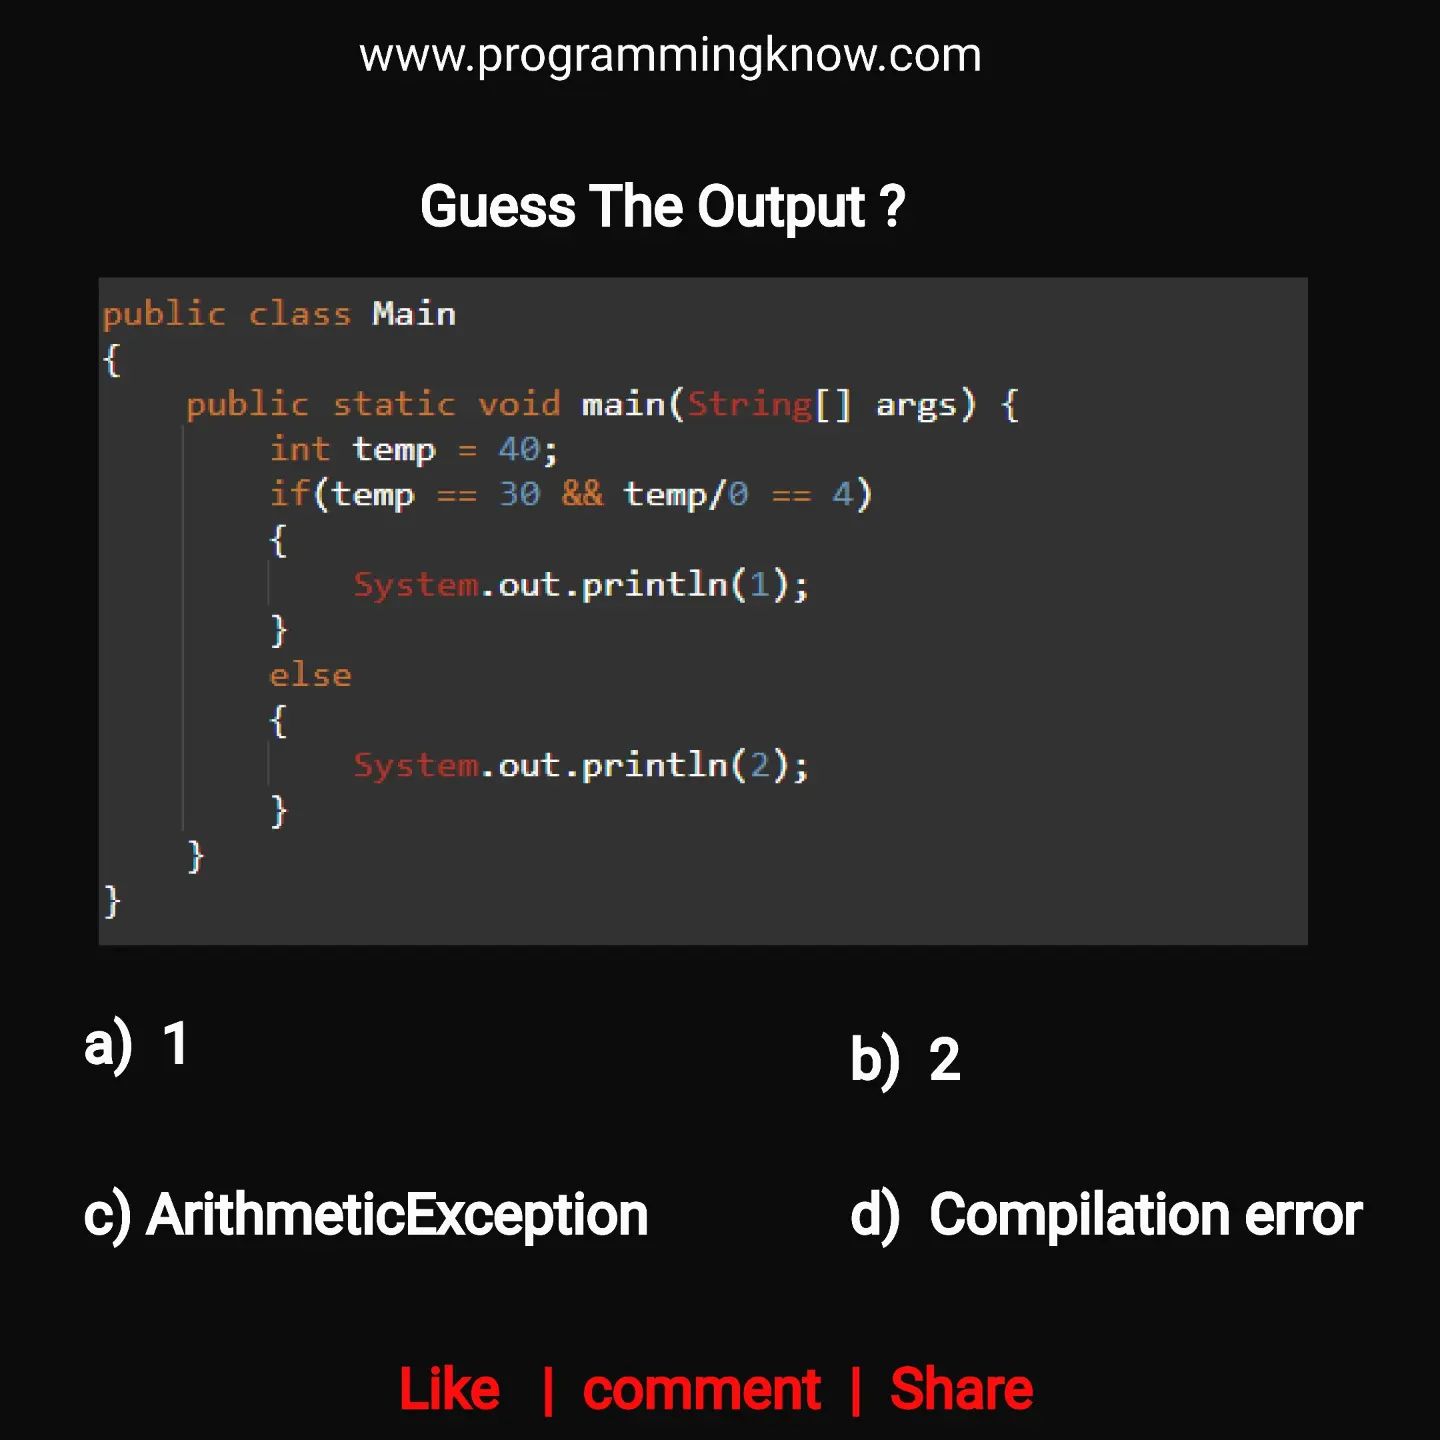 www.programmingknow.com
Guess The Output ?
public class Main
{
    public static void main(String[] args) {
        int temp = 40;
        if(temp == 30 && temp/0 == 4)
        {
            System.out.println(1);
        }
        else
        {
            System.out.println(2);
        }
    }
}
a) 1
b) 2
c) ArithmeticException
d) Compilation error
Like | comment | Share